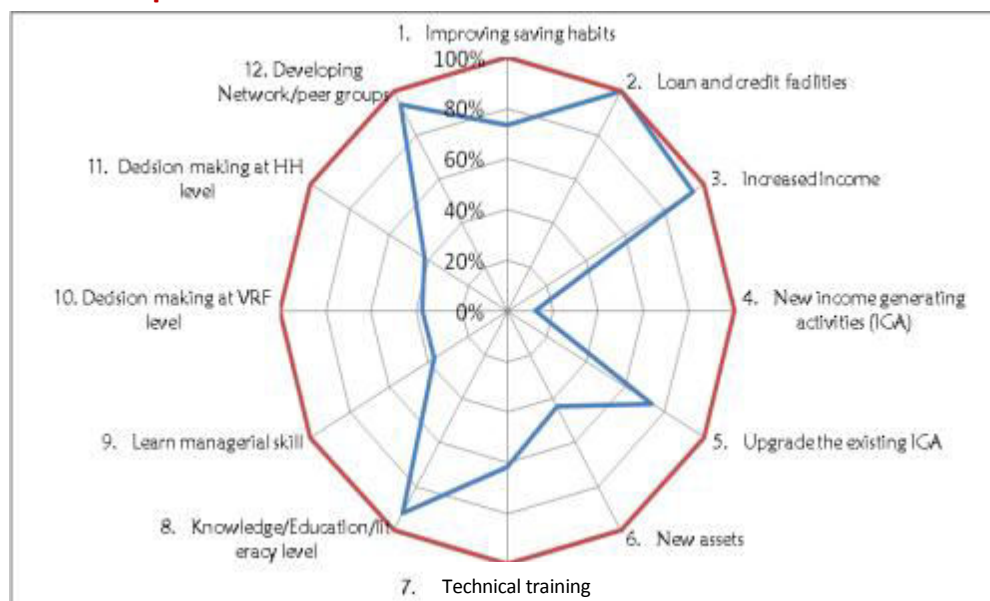 1. Improving saving habits
100%
80%
60%
40%
20%
0%
2. Loan and credit facilities
3. Increased income
4. New income generating
activities (IGA)
5. Upgrade the existing IGA
6. New assets
7. Technical training
8. Knowledge/Education/lit
eracy level
9. Learn managerial skill
10. Decision making at VRF
level
11. Decision making at HH
level
12. Developing
Network/peer groups